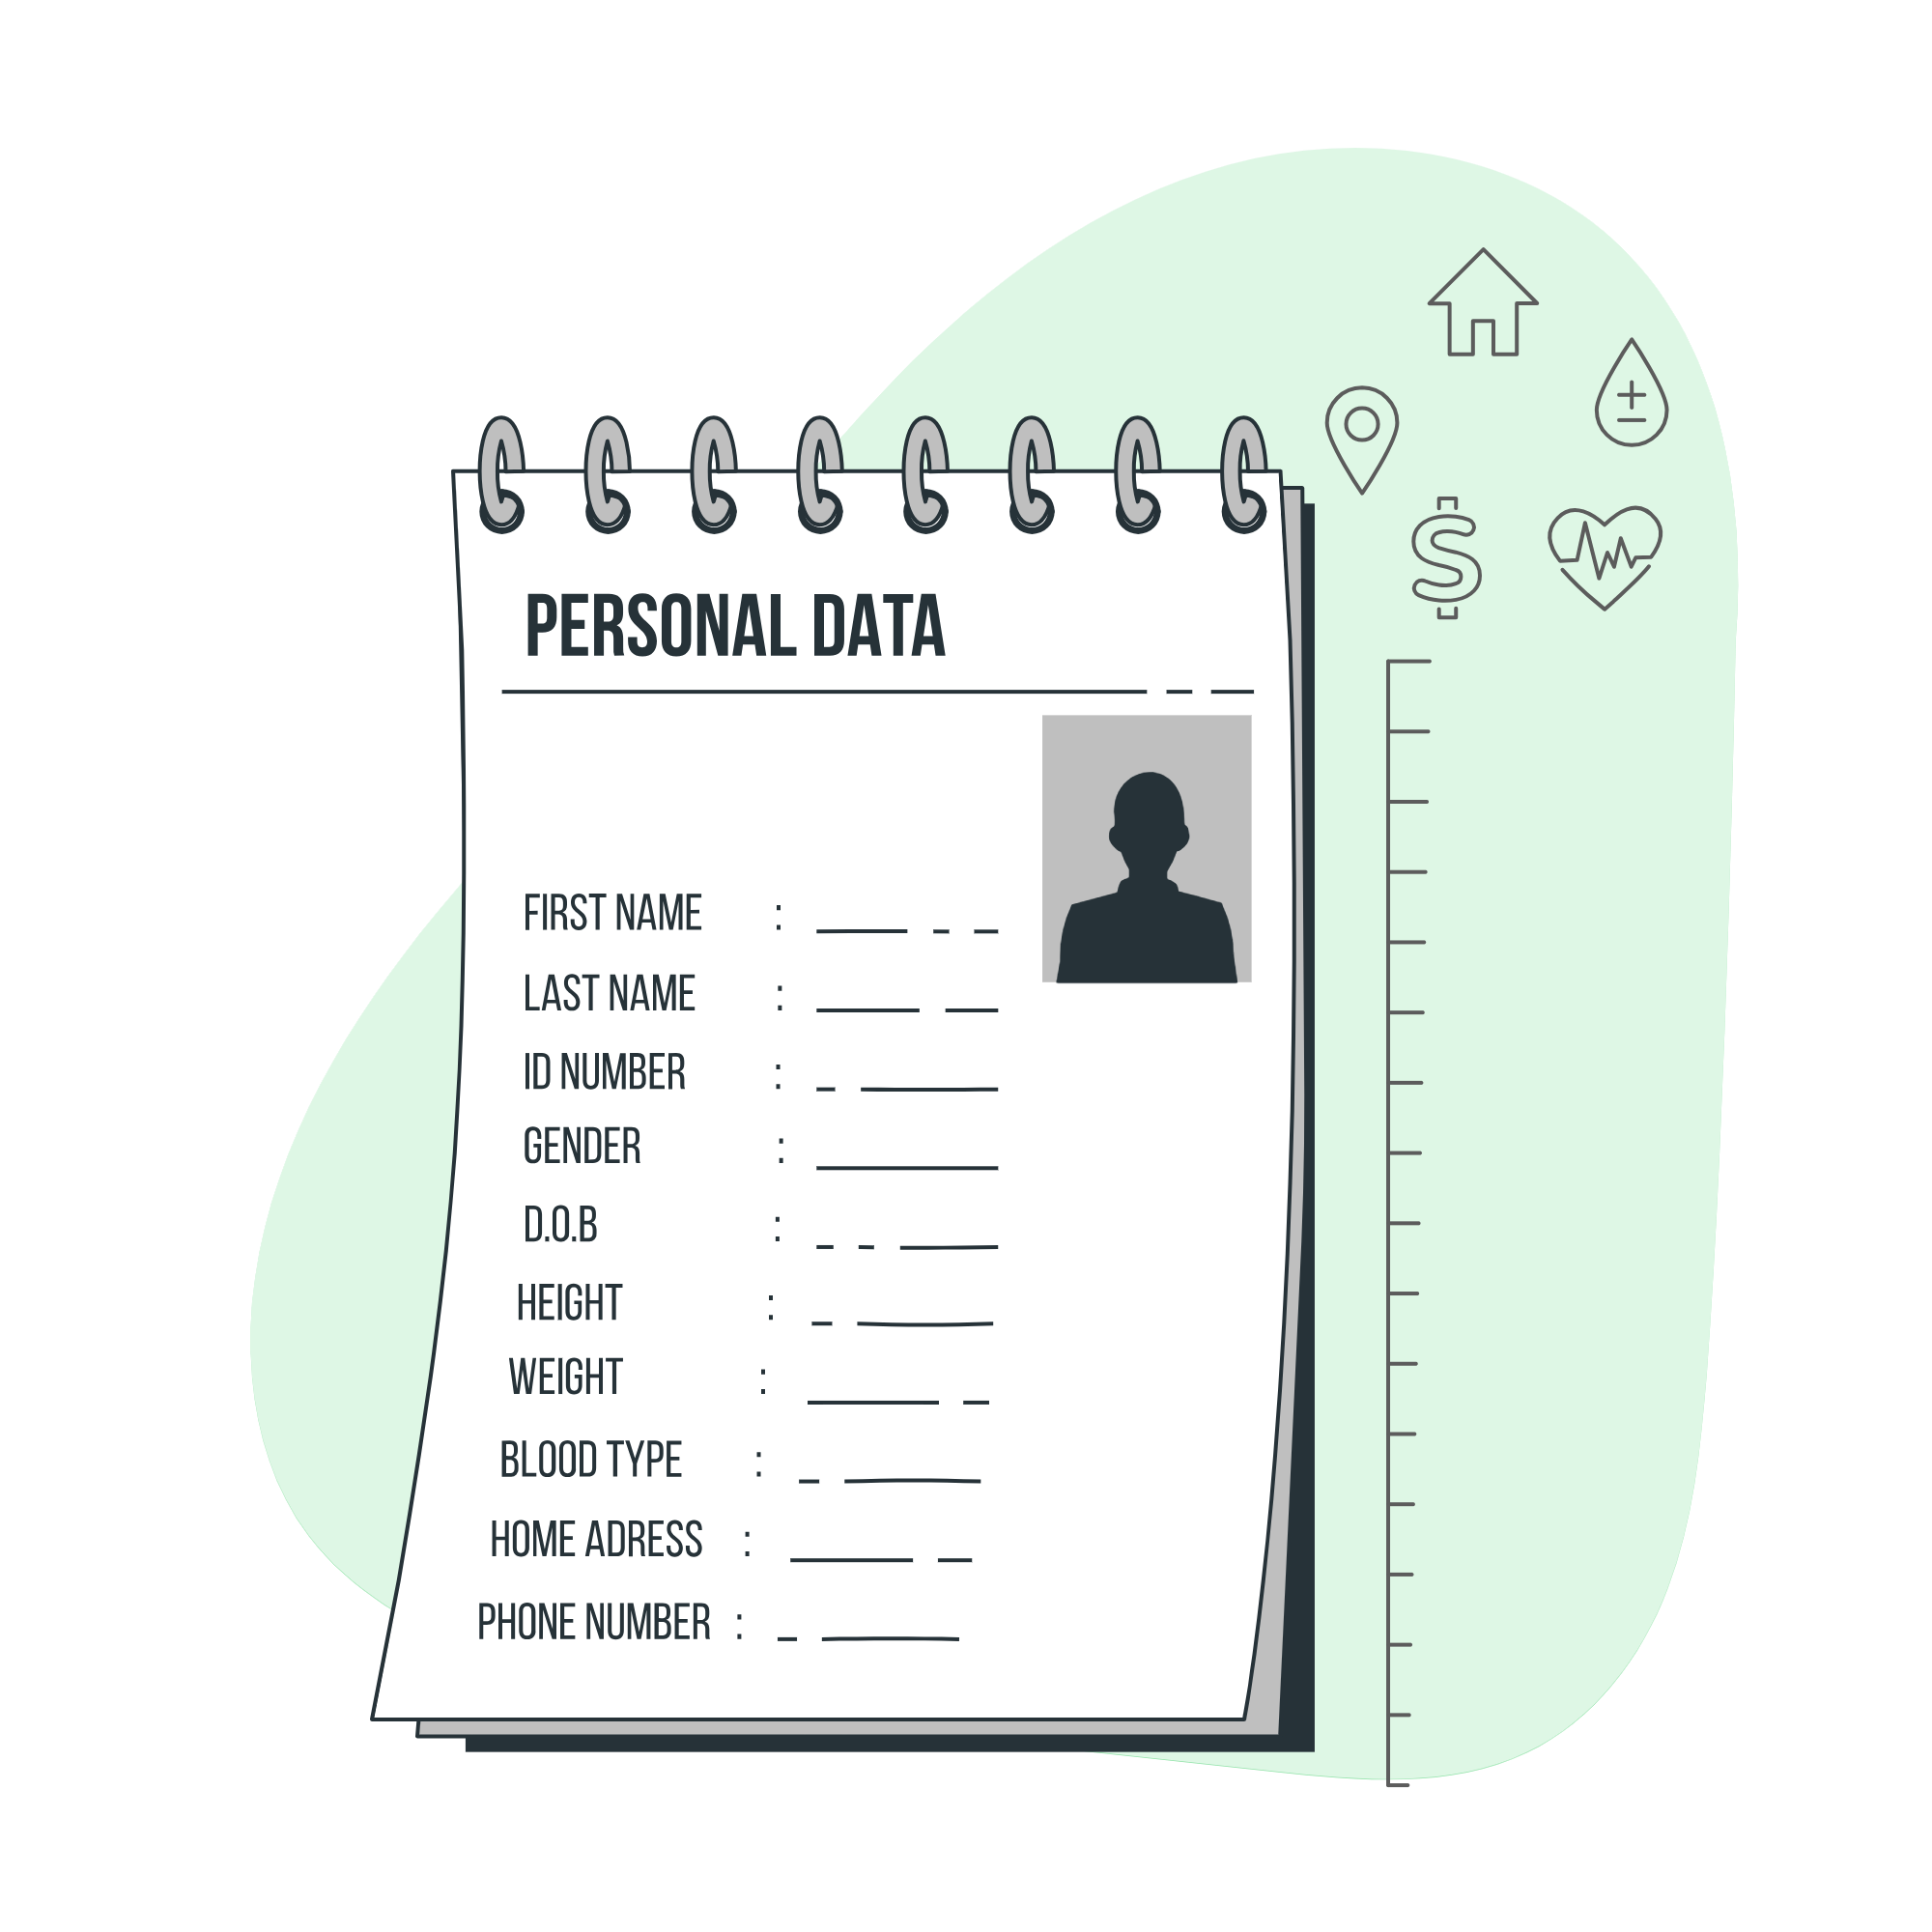 PERSONAL DATA
FIRST NAME :
LAST NAME :
ID NUMBER :
GENDER :
D.O.B :
HEIGHT :
WEIGHT :
BLOOD TYPE :
HOME ADRESS :
PHONE NUMBER :